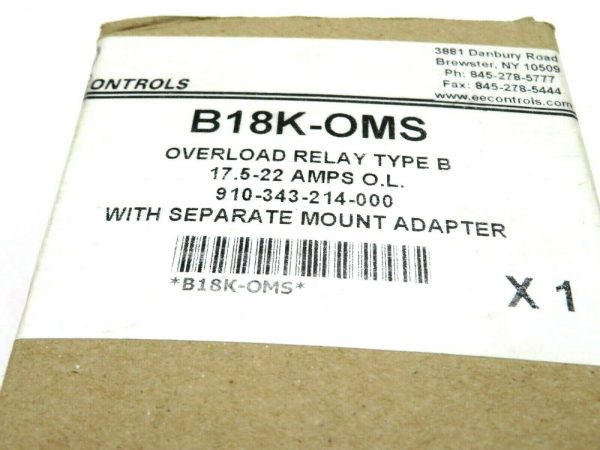 3881 Danbury Road
Brewster, NY 10509
Ph: 845-278-5777
Fax: 845-278-5444
www.eecontrols.com
CONTROLS
B18K-OMS
OVERLOAD RELAY TYPE B
17.5-22 AMPS O.L.
910-343-214-000
WITH SEPARATE MOUNT ADAPTER
*B18K-OMS*
X 1